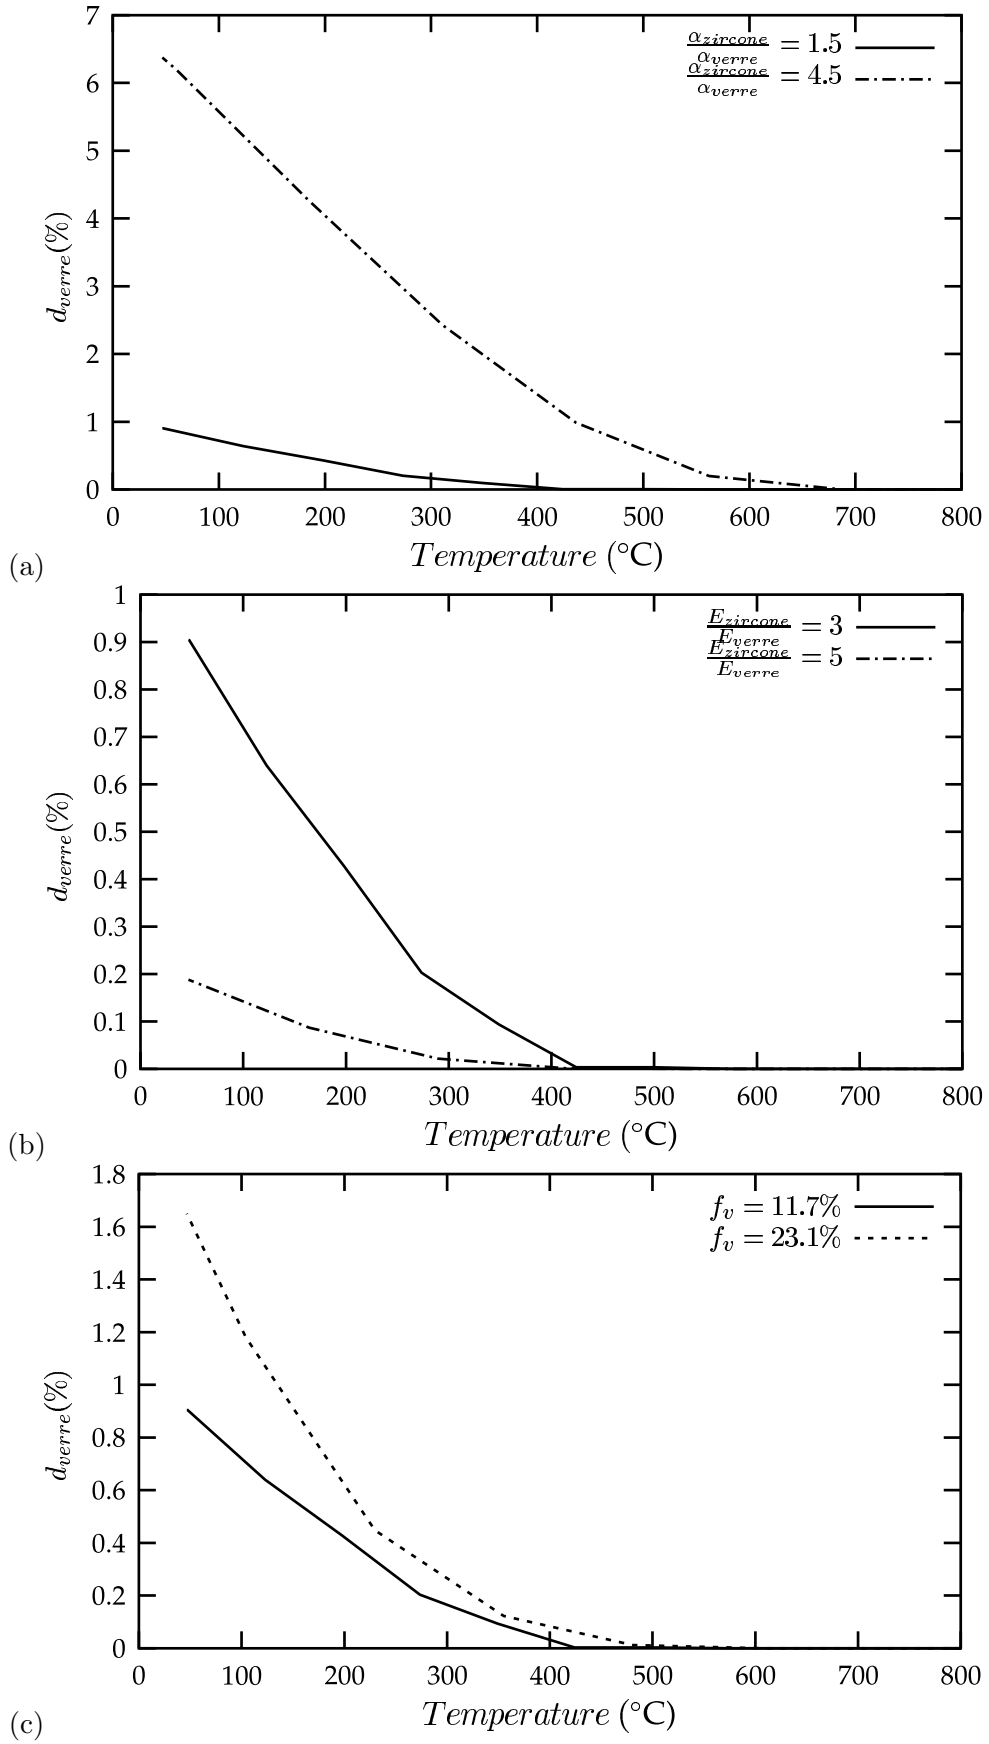 7
6
5
4
3
2
1
0
d_verre(%)
α_zircone/α_verre = 1.5
α_zircone/α_verre = 4.5
0 100 200 300 400 500 600 700 800
Temperature (°C)
(a)
1
0.9
0.8
0.7
0.6
0.5
0.4
0.3
0.2
0.1
0
d_verre(%)
E_zircone/E_verre = 3
E_zircone/E_verre = 5
0 100 200 300 400 500 600 700 800
Temperature (°C)
(b)
1.8
1.6
1.4
1.2
1
0.8
0.6
0.4
0.2
0
d_verre(%)
f_v = 11.7%
f_v = 23.1%
0 100 200 300 400 500 600 700 800
Temperature (°C)
(c)